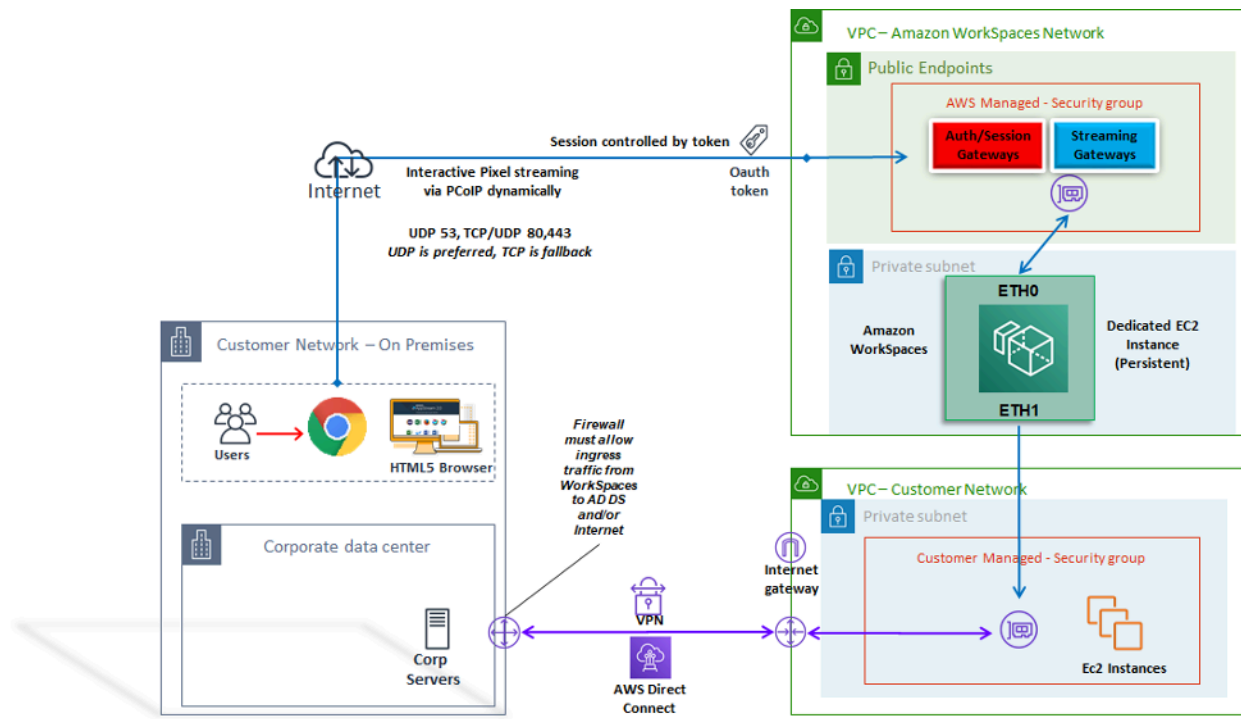 VPC – Amazon WorkSpaces Network
Public Endpoints
AWS Managed - Security group
Auth/Session
Gateways
Streaming
Gateways
Session controlled by token
Oauth
token
Internet
Interactive Pixel streaming
via PCoIP dynamically
UDP 53, TCP/UDP 80,443
UDP is preferred, TCP is fallback
Private subnet
ETH0
Amazon
WorkSpaces
Dedicated EC2
Instance
(Persistent)
ETH1
Customer Network – On Premises
Users
HTML5 Browser
Firewall
must allow
ingress
traffic from
WorkSpaces
to AD DS
and/or
Internet
Corporate data center
Corp
Servers
VPN
AWS Direct
Connect
VPC – Customer Network
Private subnet
Customer Managed - Security group
Internet
gateway
Ec2 Instances